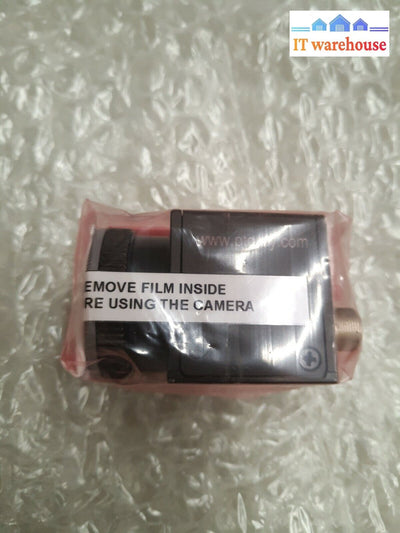 IT warehouse
EMOVE FILM INSIDE
RE USING THE CAMERA